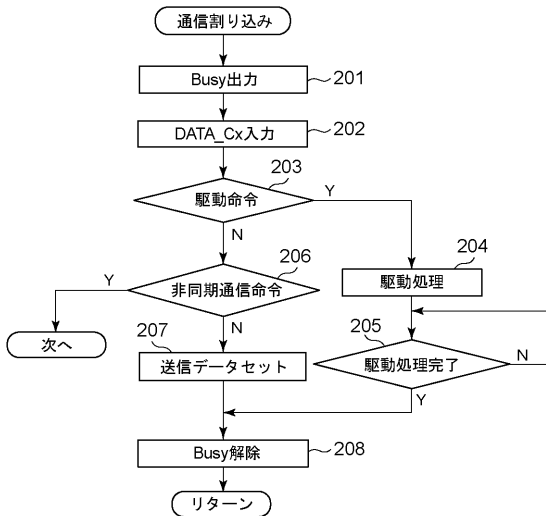 通信割り込み
Busy出力
201
DATA_Cx入力
202
203
駆動命令
Y
N
204
駆動処理
206
非同期通信命令
Y
N
次へ
207
送信データセット
205
駆動処理完了
N
Y
Busy解除
208
リターン